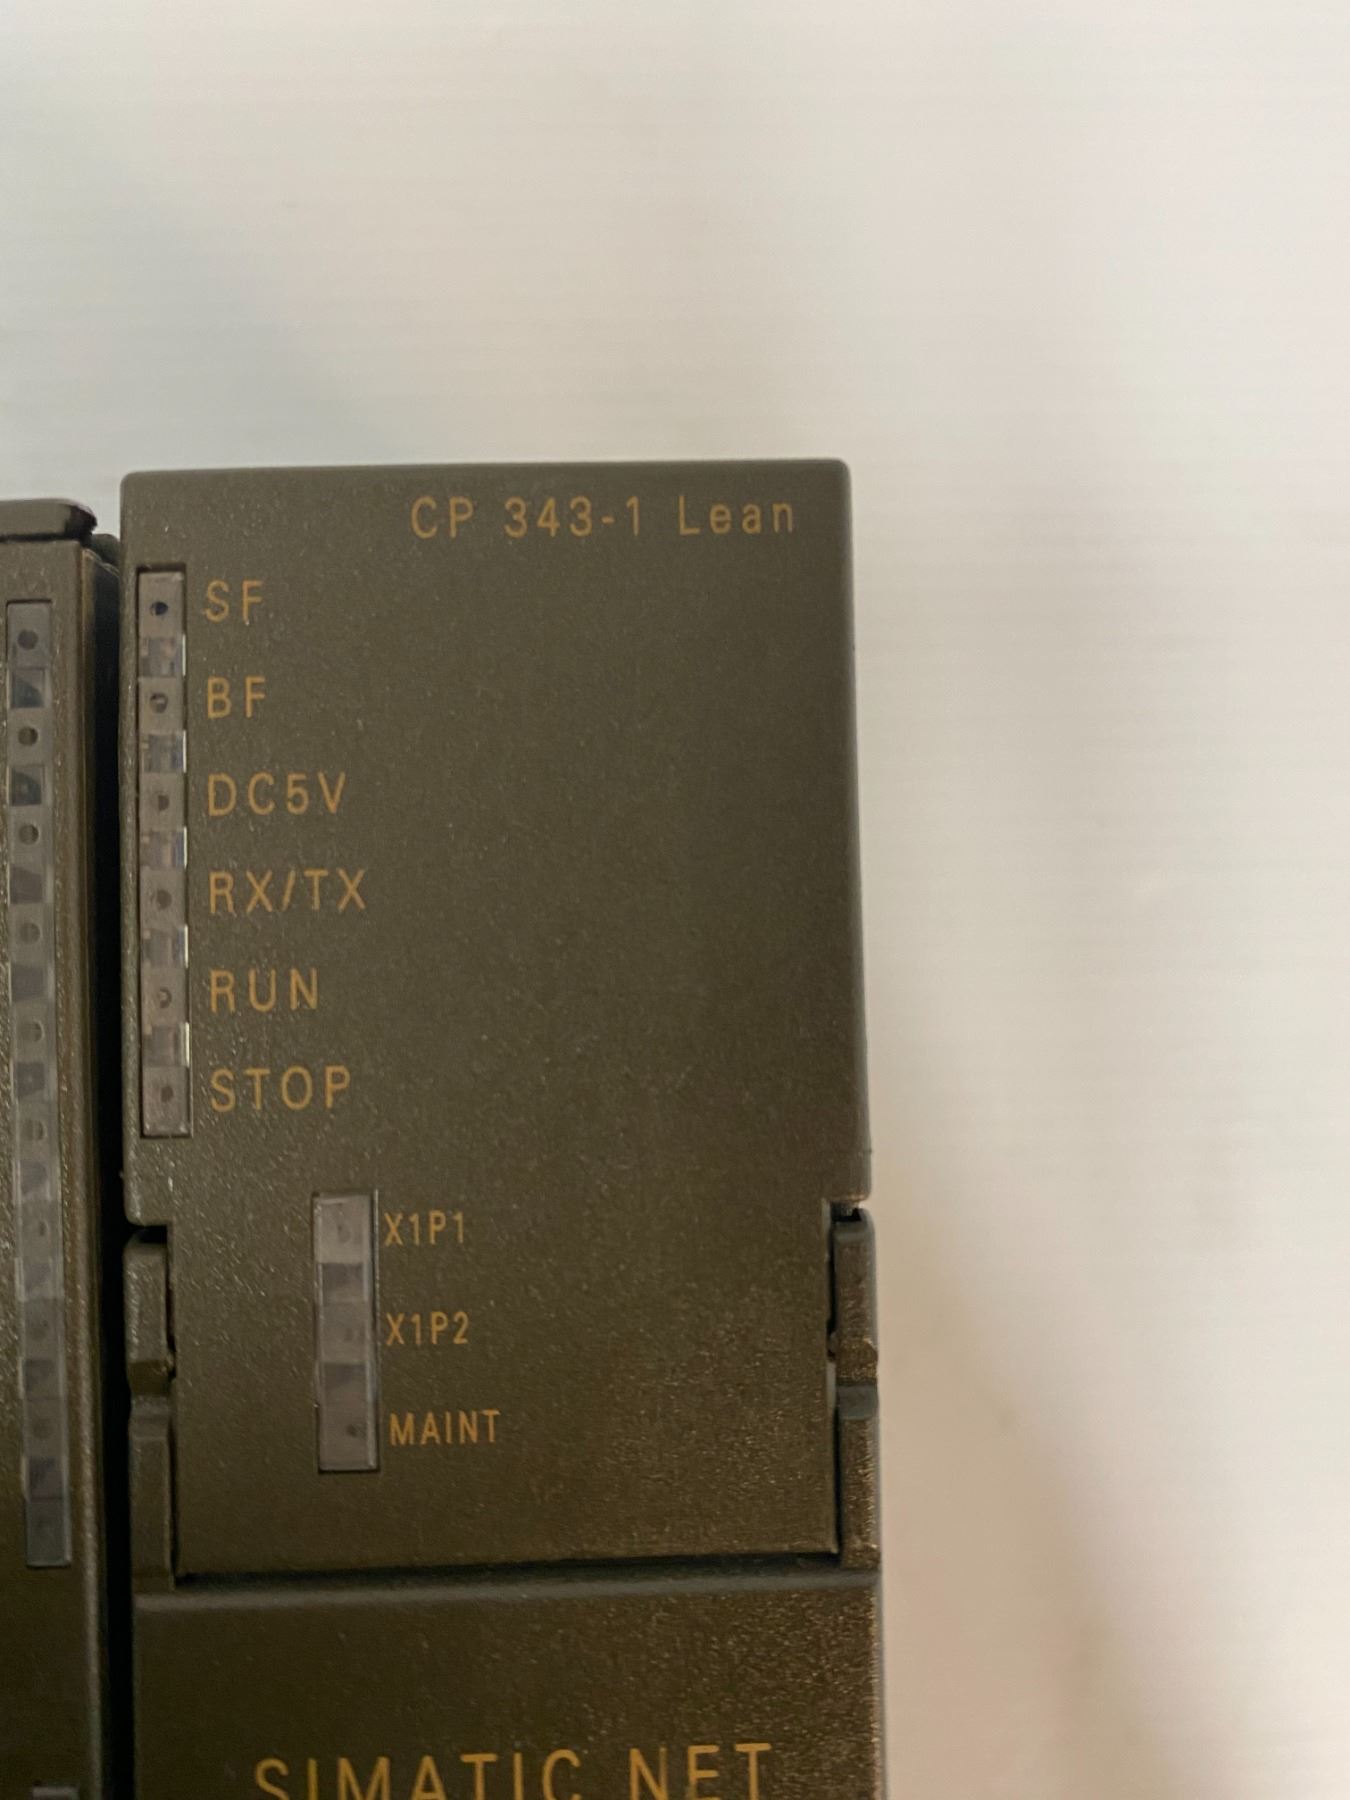 CP 343-1 Lean
SF
BF
DC5V
RX/TX
RUN
STOP
X1P1
X1P2
MAINT
SIMATIC NET